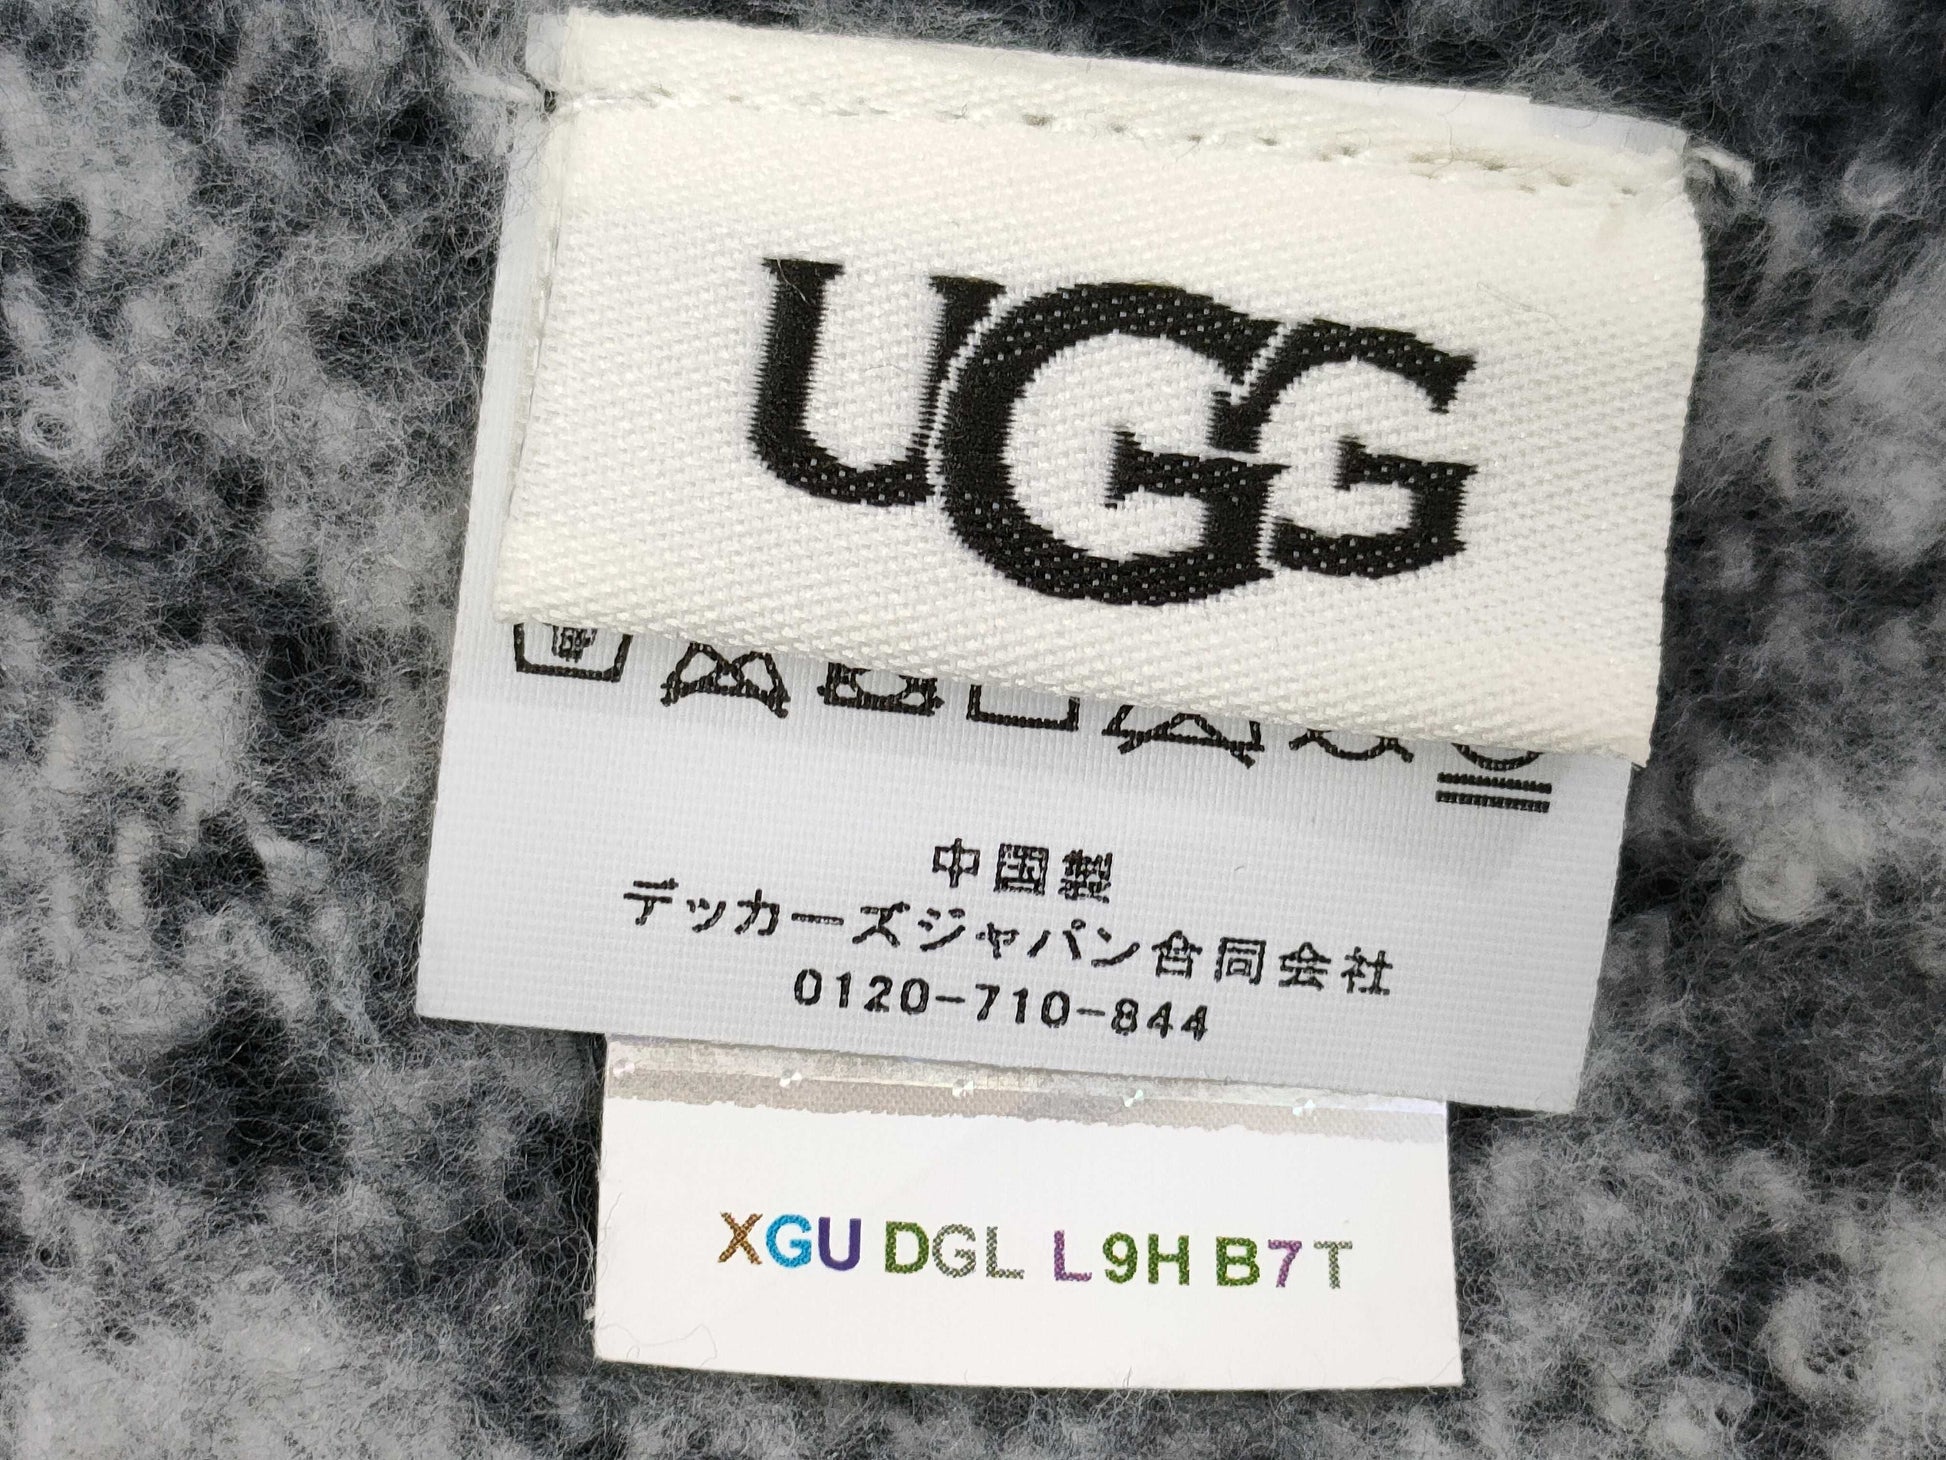 UGG
中国製
デッカーズジャパン合同会社
0120-710-844
XGU DGL L9H B7T